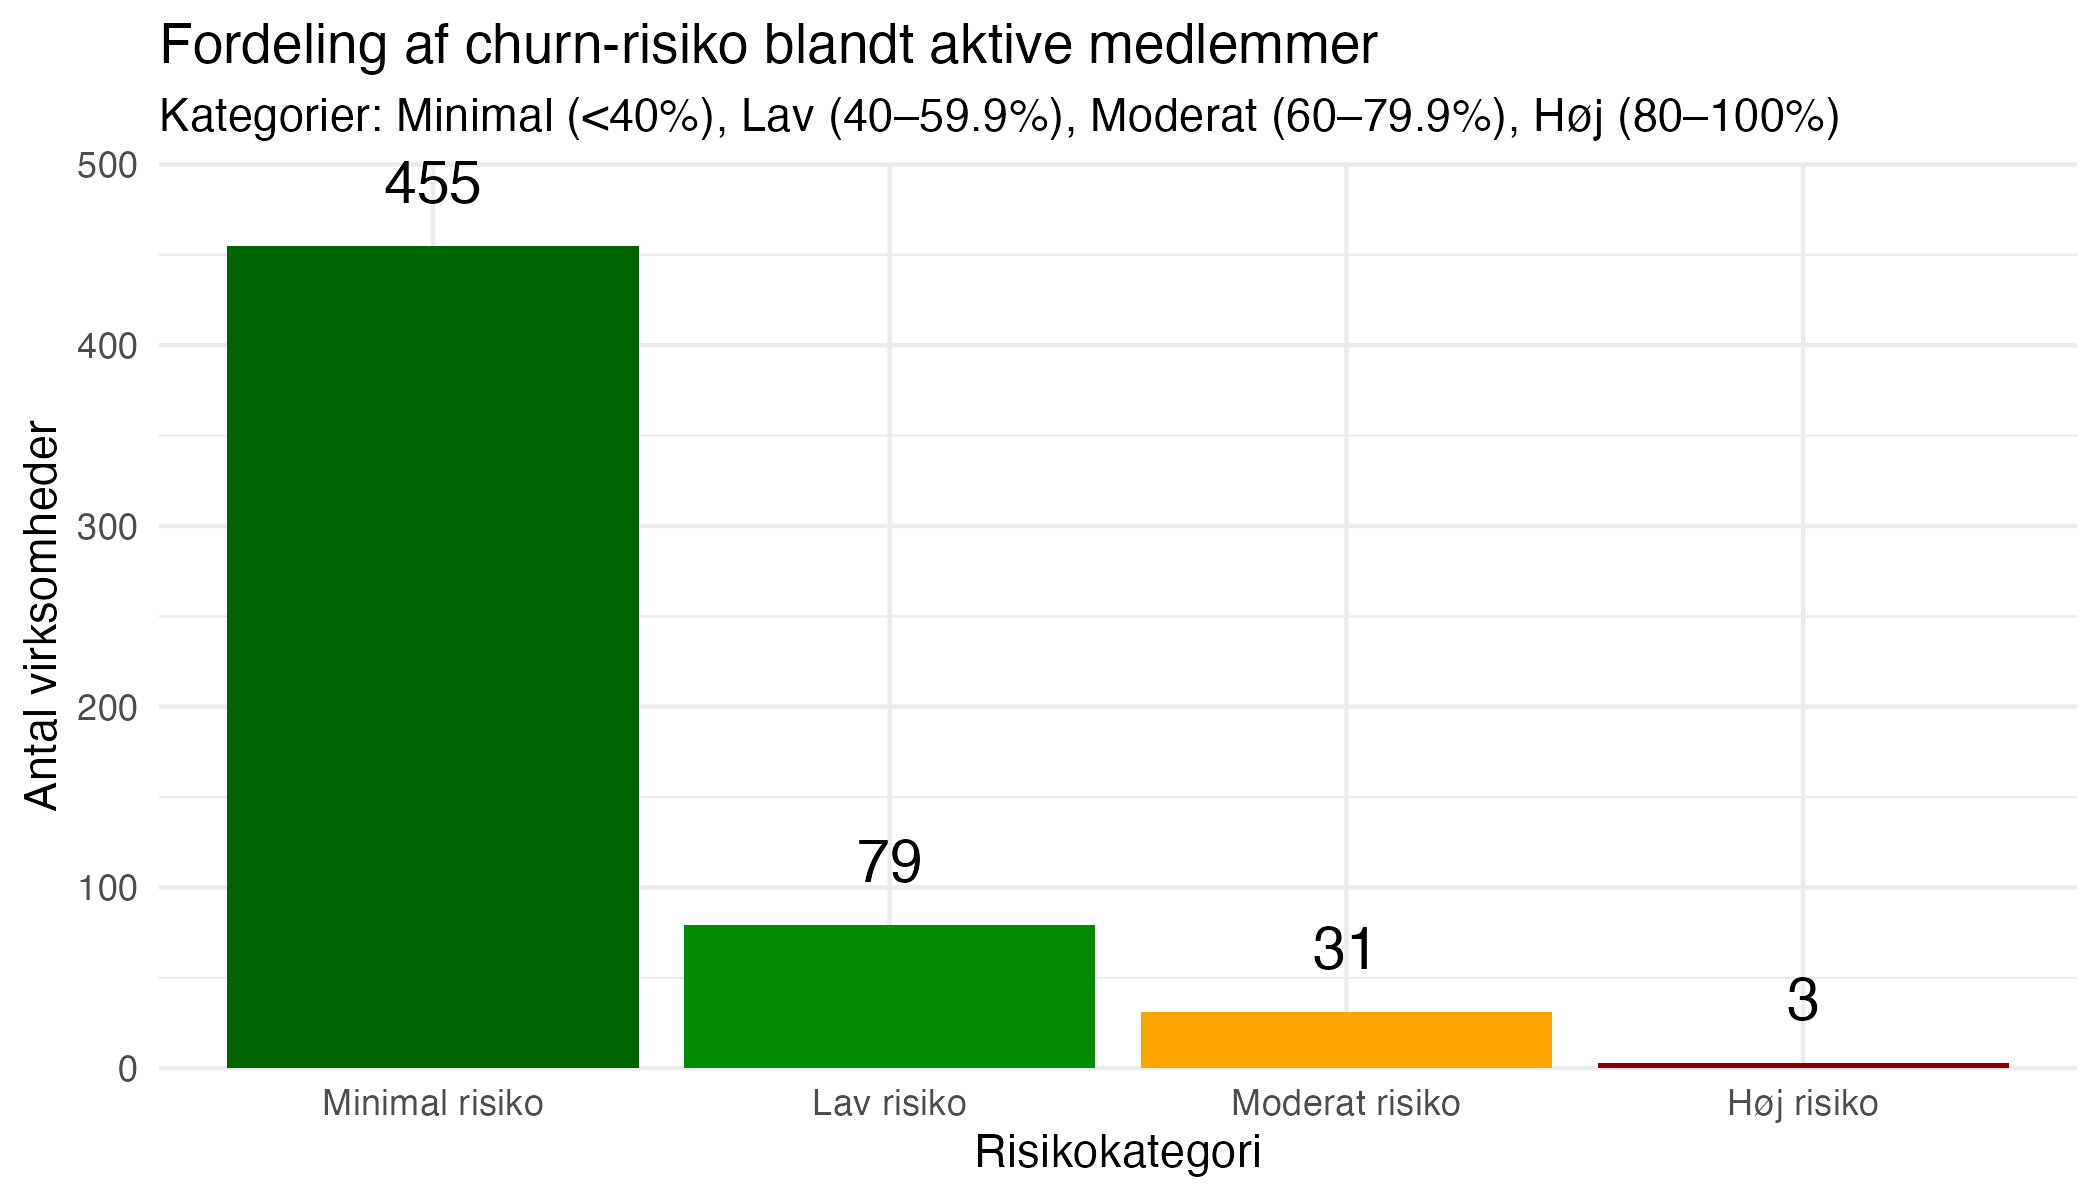 Fordeling af churn-risiko blandt aktive medlemmer
Kategorier: Minimal (<40%), Lav (40–59.9%), Moderat (60–79.9%), Høj (80–100%)
Antal virksomheder
500
400
300
200
100
0
455
79
31
3
Minimal risiko
Lav risiko
Moderat risiko
Høj risiko
Risikokategori